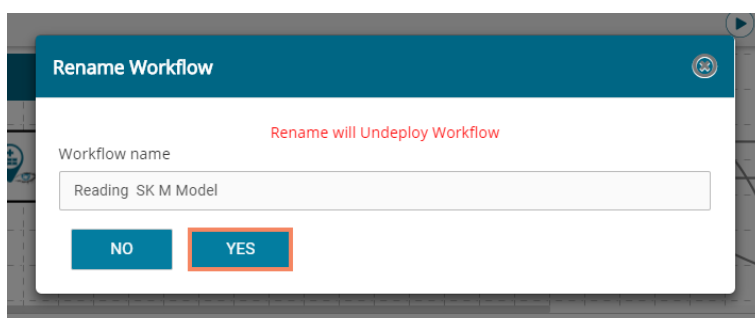 Rename Workflow
Rename will Undeploy Workflow
Workflow name
Reading  SK M Model
NO YES